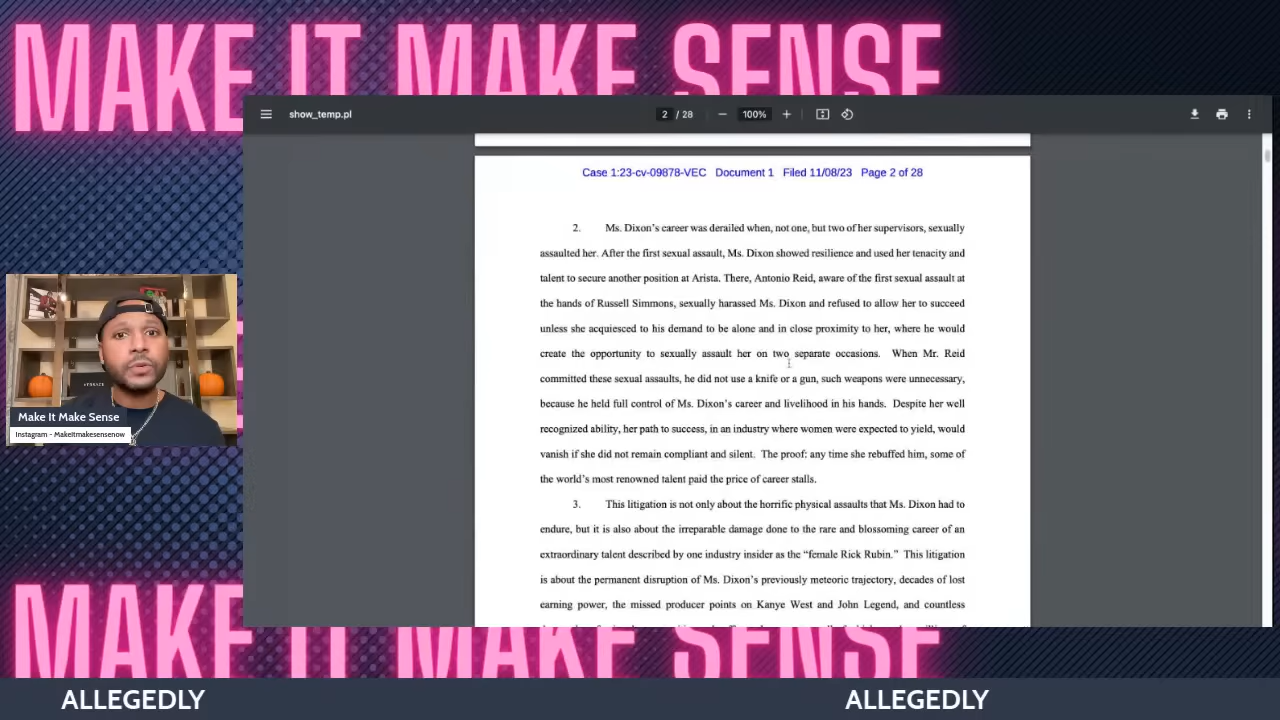 MAKE IT MAKE SENSE
show_temp.pl
2 / 28
100%
Case 1:23-cv-09878-VEC Document 1 Filed 11/08/23 Page 2 of 28
2. Ms. Dixon's career was derailed when, not one, but two of her supervisors, sexually
assaulted her. After the first sexual assault, Ms. Dixon showed resilience and used her tenacity and
talent to secure another position at Arista. There, Antonio Reid, aware of the first sexual assault at
the hands of Russell Simmons, sexually harassed Ms. Dixon and refused to allow her to succeed
unless she acquiesced to his demand to be alone and in close proximity to her, where he would
create the opportunity to sexually assault her on two separate occasions. When Mr. Reid
committed these sexual assaults, he did not use a knife or a gun, such weapons were unnecessary,
because he held full control of Ms. Dixon's career and livelihood in his hands. Despite her well
recognized ability, her path to success, in an industry where women were expected to yield, would
vanish if she did not remain compliant and silent. The proof: any time she rebuffed him, some of
the world's most renowned talent paid the price of career stalls.
3. This litigation is not only about the horrific physical assaults that Ms. Dixon had to
endure, but it is also about the irreparable damage done to the rare and blossoming career of an
extraordinary talent described by one industry insider as the "female Rick Rubin." This litigation
is about the permanent disruption of Ms. Dixon's previously meteoric trajectory, decades of lost
earning power, the missed producer points on Kanye West and John Legend, and countless
Make It Make Sense
Instagram - Makeitmakesensenow
MAKE IT MAKE SENSE
ALLEGEDLY
ALLEGEDLY